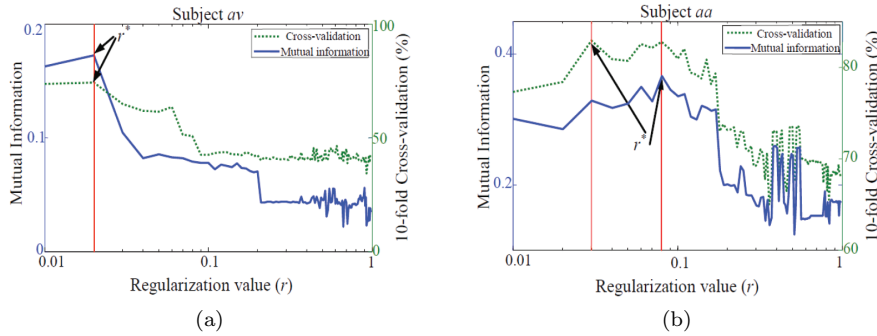 Subject av
0.2
0.1
0
Mutual Information
r*
Cross-validation
Mutual information
100
50
0
10-fold Cross-validation (%)
0.01
0.1
1
Regularization value (r)
(a)
Subject aa
0.4
0.3
0.2
Mutual Information
r*
Cross-validation
Mutual information
80
70
60
10-fold Cross-validation (%)
0.01
0.1
1
Regularization value (r)
(b)